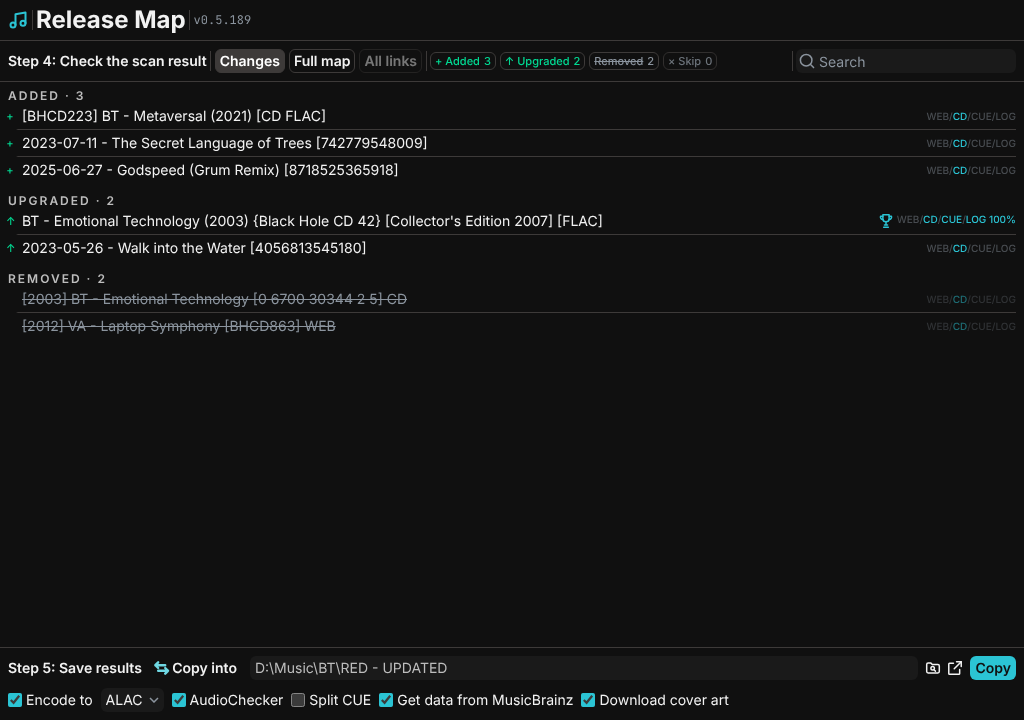 Release Map v0.5.189
Step 4: Check the scan result Changes Full map All links + Added 3 ↑ Upgraded 2 Removed 2 × Skip 0 Search
ADDED · 3
+ [BHCD223] BT - Metaversal (2021) [CD FLAC] WEB/CD/CUE/LOG
+ 2023-07-11 - The Secret Language of Trees [742779548009] WEB/CD/CUE/LOG
+ 2025-06-27 - Godspeed (Grum Remix) [8718525365918] WEB/CD/CUE/LOG
UPGRADED · 2
↑ BT - Emotional Technology (2003) {Black Hole CD 42} [Collector's Edition 2007] [FLAC] WEB/CD/CUE/LOG 100%
↑ 2023-05-26 - Walk into the Water [4056813545180] WEB/CD/CUE/LOG
REMOVED · 2
[2003] BT - Emotional Technology [0 6700 30344 2 5] CD WEB/CD/CUE/LOG
[2012] VA - Laptop Symphony [BHCD863] WEB WEB/CD/CUE/LOG
Step 5: Save results Copy into D:\Music\BT\RED - UPDATED Copy
Encode to ALAC AudioChecker Split CUE Get data from MusicBrainz Download cover art